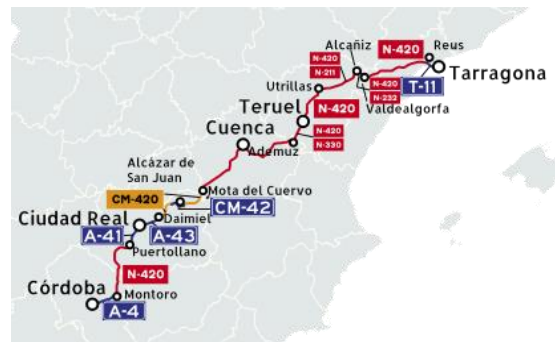 Alcañiz
N-420
Reus
N-420
N-211
Tarragona
N-420
N-232
T-11
Utrillas
Valdealgorfa
N-420
Teruel
Cuenca
N-420
N-330
Ademuz
Alcázar de
San Juan
Mota del Cuervo
CM-420
CM-42
Ciudad Real
Daimiel
A-41
A-43
Puertollano
N-420
Córdoba
Montoro
A-4